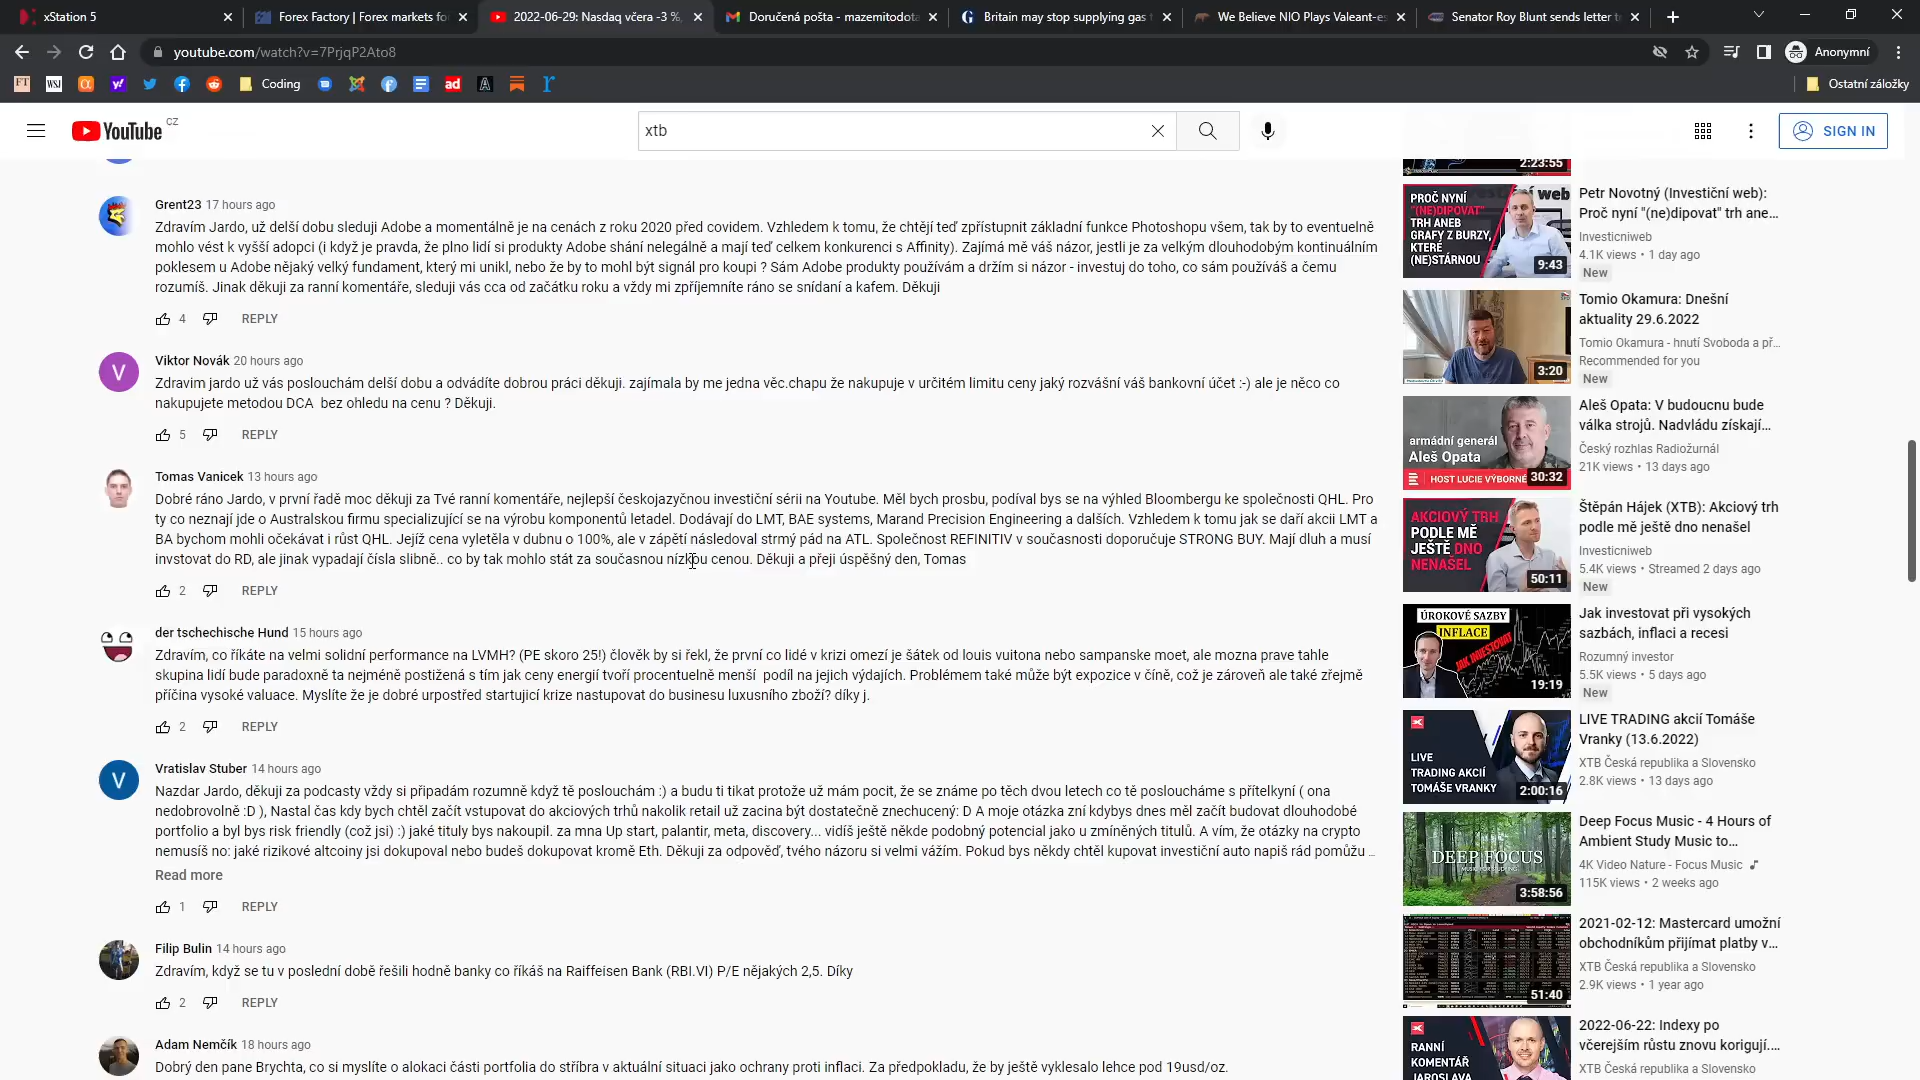 xStation 5
Forex Factory | Forex markets fo
2022-06-29: Nasdaq včera -3 %,
Doručená pošta - mazemitodota
Britain may stop supplying gas t
We Believe NIO Plays Valeant-es
Senator Roy Blunt sends letter t
youtube.com/watch?v=7PrjqP2Ato8
Anonymní
FT
WSJ
Coding
ad
Ostatní záložky
YouTube CZ
xtb
SIGN IN
Grent23 17 hours ago
Zdravím Jardo, už delší dobu sleduji Adobe a momentálně je na cenách z roku 2020 před covidem. Vzhledem k tomu, že chtějí teď zpřístupnit základní funkce Photoshopu všem, tak by to eventuelně
mohlo vést k vyšší adopci (i když je pravda, že plno lidí si produkty Adobe shání nelegálně a mají teď celkem konkurenci s Affinity). Zajímá mě váš názor, jestli je za velkým dlouhodobým kontinuálním
poklesem u Adobe nějaký velký fundament, který mi unikl, nebo že by to mohl být signál pro koupi ? Sám Adobe produkty používám a držím si názor - investuj do toho, co sám používáš a čemu
rozumíš. Jinak děkuji za ranní komentáře, sleduji vás cca od začátku roku a vždy mi zpříjemníte ráno se snídaní a kafem. Děkuji
4 REPLY
V
Viktor Novák 20 hours ago
Zdravim jardo už vás poslouchám delší dobu a odvádíte dobrou práci děkuji. zajímala by me jedna věc.chapu že nakupuje v určitém limitu ceny jaký rozvášní váš bankovní účet :-) ale je něco co
nakupujete metodou DCA bez ohledu na cenu ? Děkuji.
5 REPLY
Tomas Vanicek 13 hours ago
Dobré ráno Jardo, v první řadě moc děkuji za Tvé ranní komentáře, nejlepší českojazyčnou investiční sérii na Youtube. Měl bych prosbu, podíval bys se na výhled Bloombergu ke společnosti QHL. Pro
ty co neznají jde o Australskou firmu specializující se na výrobu komponentů letadel. Dodávají do LMT, BAE systems, Marand Precision Engineering a dalších. Vzhledem k tomu jak se daří akcii LMT a
BA bychom mohli očekávat i růst QHL. Jejíž cena vyletěla v dubnu o 100%, ale v zápětí následoval strmý pád na ATL. Společnost REFINITIV v současnosti doporučuje STRONG BUY. Mají dluh a musí
invstovat do RD, ale jinak vypadají čísla slibně.. co by tak mohlo stát za současnou nízkou cenou. Děkuji a přeji úspěšný den, Tomas
2 REPLY
der tschechische Hund 15 hours ago
Zdravím, co říkáte na velmi solidní performance na LVMH? (PE skoro 25!) člověk by si řekl, že první co lidé v krizi omezí je šátek od louis vuitona nebo sampanske moet, ale mozna prave tahle
skupina lidí bude paradoxně ta nejméně postižená s tím jak ceny energií tvoří procentuelně menší podíl na jejich výdajích. Problémem také může být expozice v číně, což je zároveň ale také zřejmě
příčina vysoké valuace. Myslíte že je dobré urpostřed startující krize nastupovat do businesu luxusního zboží? díky j.
2 REPLY
V
Vratislav Stuber 14 hours ago
Nazdar Jardo, děkuji za podcasty vždy si připadám rozumně když tě poslouchám :) a budu ti tikat protože už mám pocit, že se známe po těch dvou letech co tě posloucháme s přítelkyní ( ona
nedobrovolně :D ), Nastal čas kdy bych chtěl začít vstupovat do akciových trhů nakolik retail už zacina být dostatečně znechucený: D A moje otázka zní kdybys dnes měl začít budovat dlouhodobé
portfolio a byl bys risk friendly (což jsi) :) jaké tituly bys nakoupil. za mna Up start, palantir, meta, discovery... vidíš ještě někde podobný potencial jako u zmíněných titulů. A vím, že otázky na crypto
nemusíš no: jaké rizikové altcoiny jsi dokupoval nebo budeš dokupovat kromě Eth. Děkuji za odpověď, tvého názoru si velmi vážím. Pokud bys někdy chtěl kupovat investiční auto napiš rád pomůžu ...
Read more
1 REPLY
Filip Bulin 14 hours ago
Zdravím, když se tu v poslední době řešili hodně banky co říkáš na Raiffeisen Bank (RBI.VI) P/E nějakých 2,5. Díky
2 REPLY
Adam Nemčík 18 hours ago
Dobrý den pane Brychta, co si myslíte o alokaci části portfolia do stříbra v aktuální situaci jako ochrany proti inflaci. Za předpokladu, že by ještě vyklesalo lehce pod 19usd/oz.
2:23:55
PROČ NYNÍ
"(NE)DIPOVAT"
TRH ANEB
GRAFY Z BURZY,
KTERÉ
(NE)STÁRNOU
9:43
Petr Novotný (Investiční web):
Proč nyní "(ne)dipovat" trh ane...
Investicniweb
4.1K views • 1 day ago
New
3:20
Tomio Okamura: Dnešní
aktuality 29.6.2022
Tomio Okamura - hnutí Svoboda a př...
Recommended for you
New
armádní generál
Aleš Opata
HOST LUCIE VÝBORNÉ
30:32
Aleš Opata: V budoucnu bude
válka strojů. Nadvládu získají...
Český rozhlas Radiožurnál
21K views • 13 days ago
AKCIOVÝ TRH
PODLE MĚ
JEŠTĚ DNO
NENAŠEL
50:11
Štěpán Hájek (XTB): Akciový trh
podle mě ještě dno nenašel
Investicniweb
5.4K views • Streamed 2 days ago
New
ÚROKOVÉ SAZBY
INFLACE
JAK INVESTOVAT
19:19
Jak investovat při vysokých
sazbách, inflaci a recesi
Rozumný investor
5.5K views • 5 days ago
New
LIVE
TRADING AKCIÍ
TOMÁŠE VRANKY
2:00:16
LIVE TRADING akcií Tomáše
Vranky (13.6.2022)
XTB Česká republika a Slovensko
2.8K views • 13 days ago
DEEP FOCUS
3:58:56
Deep Focus Music - 4 Hours of
Ambient Study Music to...
4K Video Nature - Focus Music
115K views • 2 weeks ago
51:40
2021-02-12: Mastercard umožní
obchodníkům přijímat platby v...
XTB Česká republika a Slovensko
2.9K views • 1 year ago
RANNÍ
KOMENTÁŘ
JAROSLAVA
2022-06-22: Indexy po
včerejším růstu znovu korigují....
XTB Česká republika a Slovensko